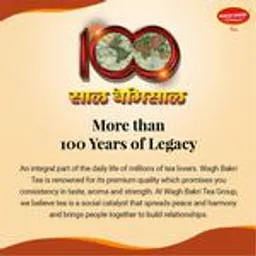 100
साल बेमिसाल
More than
100 Years of Legacy
An integral part of the daily life of millions of tea lovers. Wagh Bakri
Tea is renowned for its premium quality which promises you
consistency in taste, aroma and strength. At Wagh Bakri Tea Group,
we believe tea is a social catalyst that spreads peace and harmony
and brings people together to build relationships.